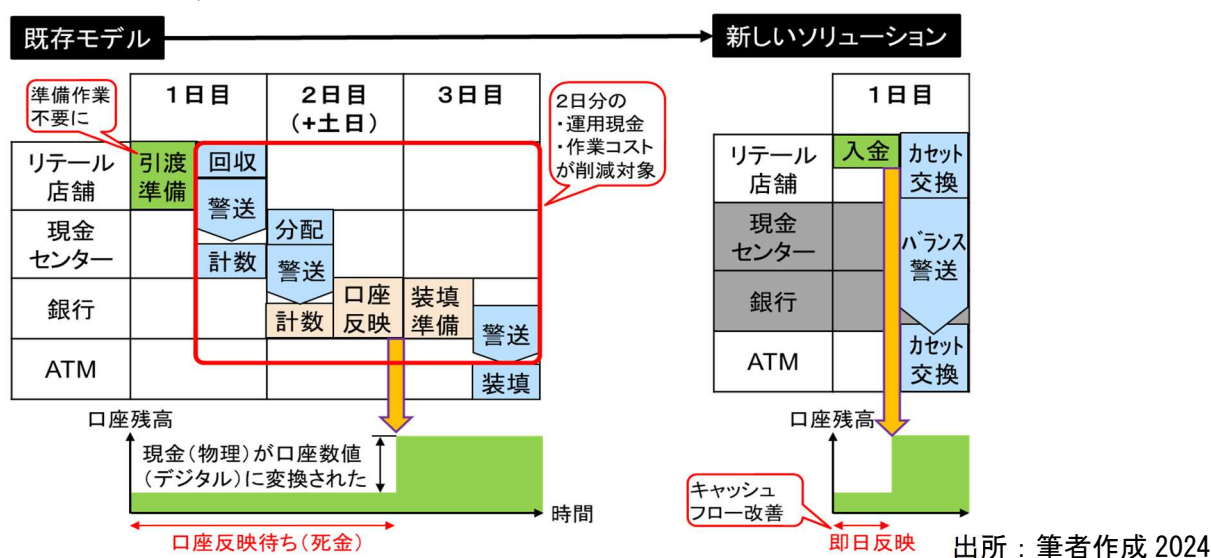 既存モデル
新しいソリューション
準備作業
不要に
1日目
2日目
(+土日)
3日目
2日分の
・運用現金
・作業コスト
が削減対象
リテール
店舗
引渡
準備
回収
警送
現金
センター
計数
分配
警送
銀行
計数
口座
反映
装填
準備
警送
ATM
装填
口座残高
現金(物理)が口座数値
(デジタル)に変換された
時間
口座反映待ち(死金)
1日目
リテール
店舗
入金
カセット
交換
現金
センター
バランス
警送
銀行
ATM
カセット
交換
口座残高
キャッシュ
フロー改善
即日反映
出所:筆者作成 2024